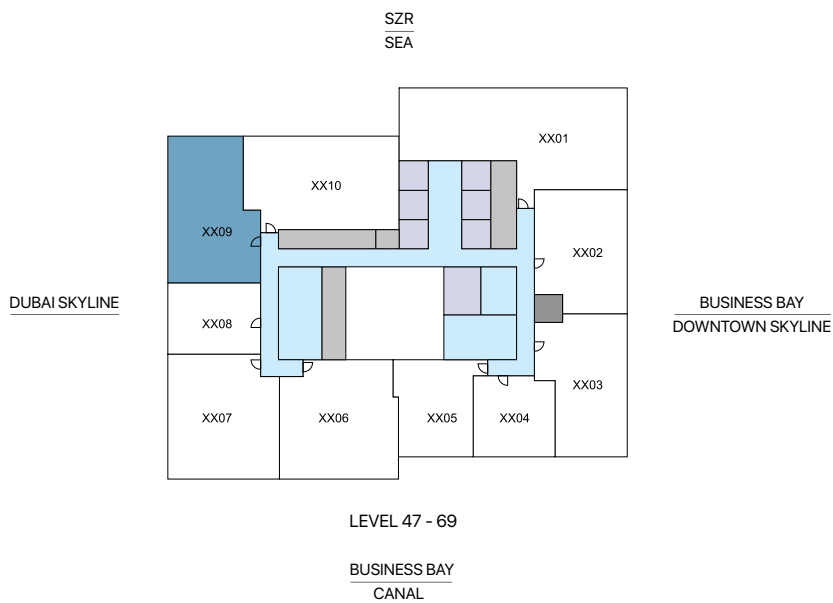 SZR
SEA
XX01
XX10
XX09
XX02
DUBAI SKYLINE
BUSINESS BAY
DOWNTOWN SKYLINE
XX08
XX03
XX07
XX06
XX05
XX04
LEVEL 47 - 69
BUSINESS BAY
CANAL